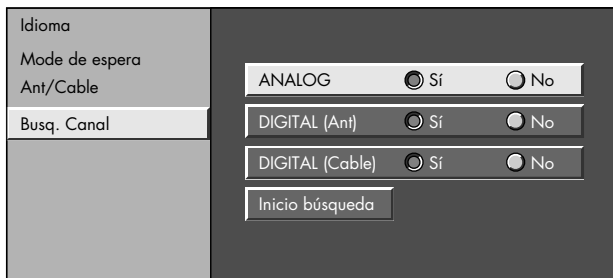 Idioma
Mode de espera
Ant/Cable
Busq. Canal
ANALOG Sí No
DIGITAL (Ant) Sí No
DIGITAL (Cable) Sí No
Inicio búsqueda